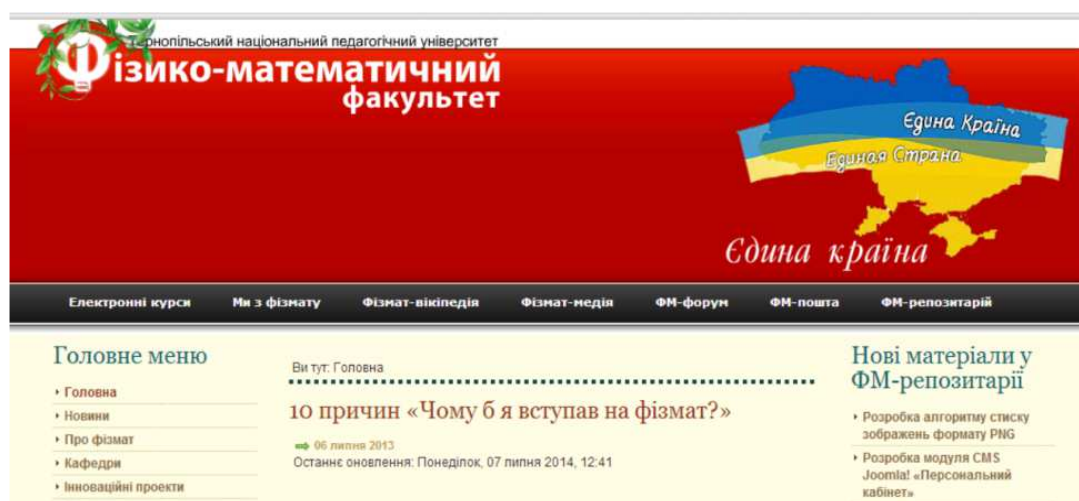 Тернопільський національний педагогічний університет
Фізико-математичний
факультет
Єдина Країна
Единая Страна
Єдина країна
Електронні курси Ми з фізмату Фізмат-вікіпедія Фізмат-медія ФМ-форум ФМ-пошта ФМ-репозитарій
Головне меню
Головна
Новини
Про фізмат
Кафедри
Інноваційні проекти
Ви тут: Головна
10 причин «Чому б я вступав на фізмат?»
06 липня 2013
Останнє оновлення: Понеділок, 07 липня 2014, 12:41
Нові матеріали у
ФМ-репозитарії
Розробка алгоритму стиску
зображень формату PNG
Розробка модуля CMS
Joomla! «Персональний
кабінет»